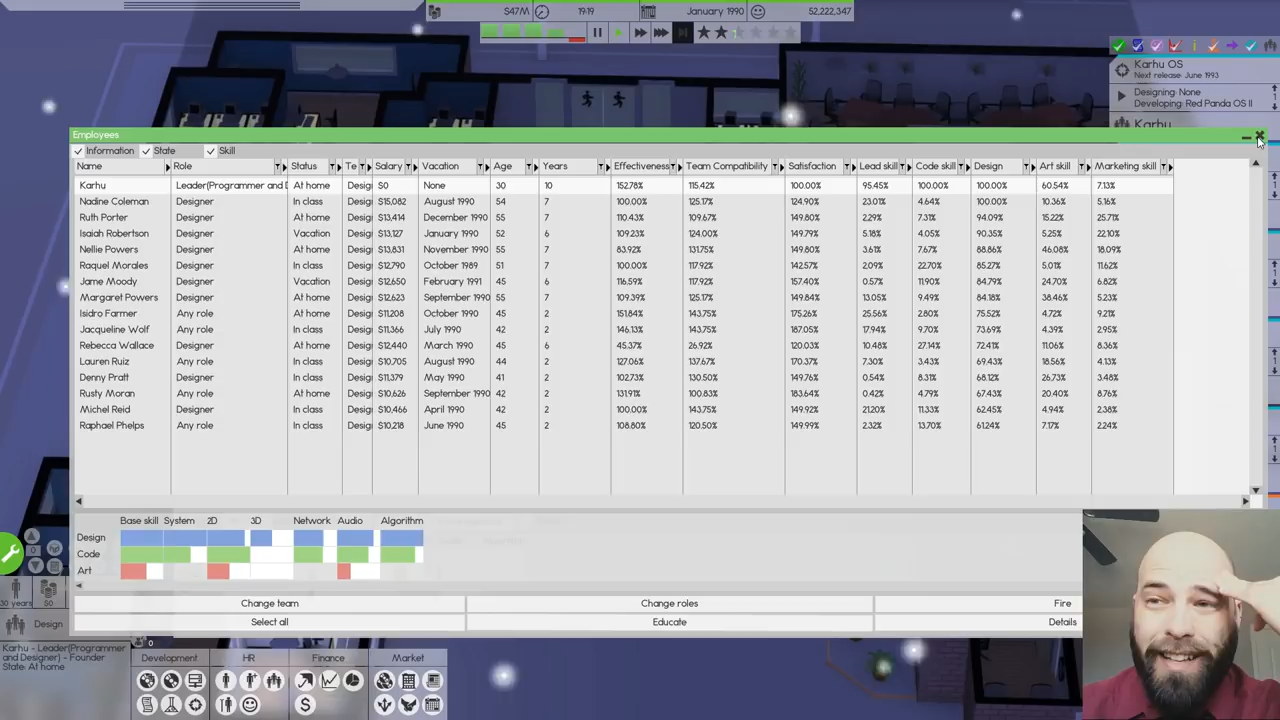 $47M 19:19 January 1990 52,222,347
Karhu OS
Next release: June 1993
Designing: None
Developing: Red Panda OS II
Karhu
Employees
Information State Skill
Name Role Status Te Salary Vacation Age Years Effectiveness Team Compatibility Satisfaction Lead skill Code skill Design Art skill Marketing skill
Karhu Leader(Programmer and D At home Desig $0 None 30 10 152.78% 115.42% 100.00% 95.45% 100.00% 100.00% 60.54% 7.13%
Nadine Coleman Designer In class Desig $15,082 August 1990 54 7 100.00% 125.17% 124.90% 23.01% 4.64% 100.00% 10.36% 5.16%
Ruth Porter Designer At home Desig $13,414 December 1990 55 7 110.43% 109.67% 149.80% 2.29% 7.31% 94.09% 15.22% 25.71%
Isaiah Robertson Designer Vacation Desig $13,127 January 1990 52 6 109.23% 124.00% 149.79% 5.18% 4.05% 90.35% 5.25% 22.10%
Nellie Powers Designer At home Desig $13,831 November 1990 55 7 83.92% 131.75% 149.80% 3.61% 7.67% 88.86% 46.08% 18.09%
Raquel Morales Designer In class Desig $12,790 October 1989 51 7 100.00% 117.92% 142.57% 2.09% 22.70% 85.27% 5.01% 11.62%
Jame Moody Designer Vacation Desig $12,650 February 1991 45 6 116.59% 117.92% 157.40% 0.57% 11.90% 84.79% 24.70% 6.82%
Margaret Powers Designer At home Desig $12,623 September 1990 55 7 109.39% 125.17% 149.84% 13.05% 9.49% 84.18% 38.46% 5.23%
Isidro Farmer Any role At home Desig $11,208 September 1990 45 2 151.84% 143.75% 175.26% 25.56% 2.80% 75.52% 4.72% 9.21%
Jacqueline Wolf Any role In class Desig $11,366 July 1990 42 2 146.13% 143.75% 187.05% 17.94% 9.70% 73.69% 4.39% 2.95%
Rebecca Wallace Designer At home Desig $12,440 March 1990 45 6 45.37% 26.92% 120.03% 10.48% 27.14% 72.41% 11.06% 8.36%
Lauren Ruiz Any role In class Desig $10,705 August 1990 44 2 127.06% 137.67% 170.37% 7.30% 3.43% 69.43% 18.56% 4.13%
Denny Pratt Designer In class Desig $11,379 May 1990 41 2 102.73% 130.50% 149.76% 0.54% 8.31% 68.12% 26.73% 3.48%
Rusty Moran Any role At home Desig $10,626 September 1990 42 2 131.91% 100.83% 183.64% 0.42% 4.79% 67.43% 20.40% 8.76%
Michel Reid Designer In class Desig $10,466 April 1990 42 2 100.00% 143.75% 149.92% 21.20% 11.33% 62.45% 4.94% 2.38%
Raphael Phelps Any role In class Desig $10,218 June 1990 45 2 108.80% 120.50% 149.99% 2.32% 13.70% 61.24% 7.17% 2.24%
Base skill System 2D 3D Network Audio Algorithm
Design
Code
Art
Change team Change roles Fire
Select all Educate Details
0
30 years $0
Design
0
Karhu - Leader(Programmer
and Designer) - Founder
State: At home
Development HR Finance Market
$